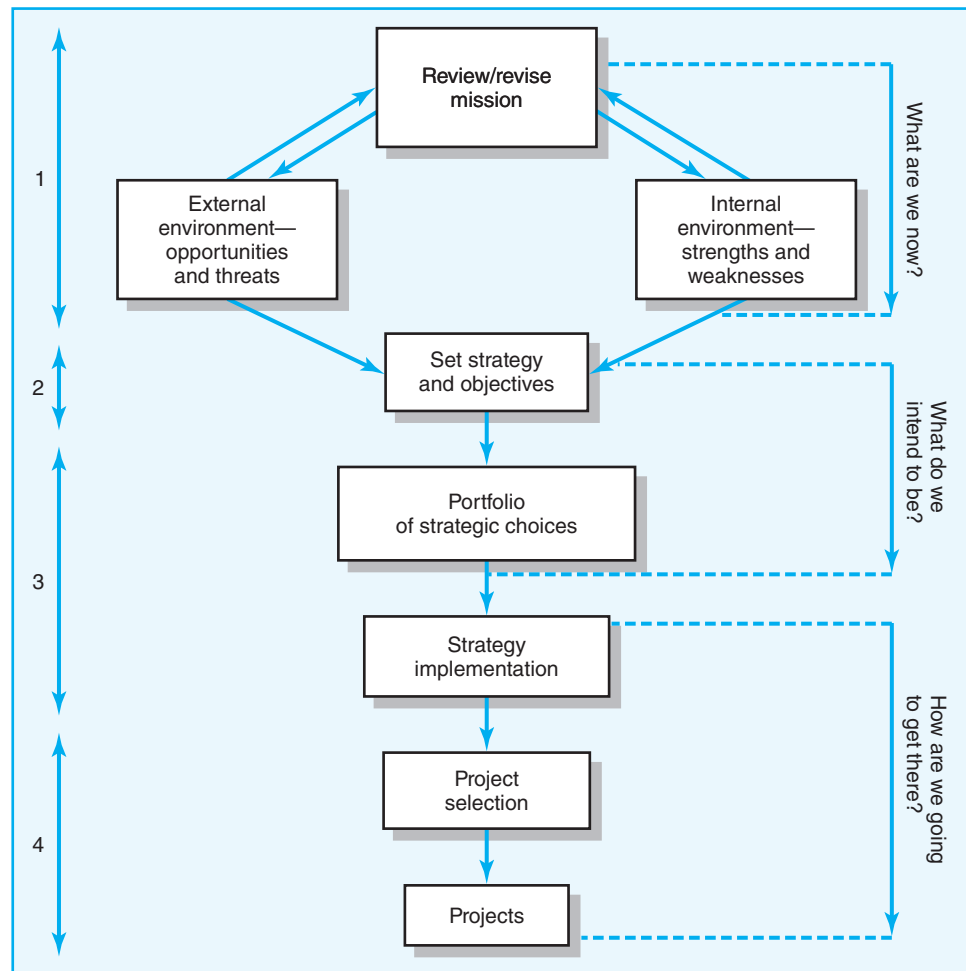 Review/revise
mission
1
External
environment—
opportunities
and threats
Internal
environment—
strengths and
weaknesses
What are we now?
2
Set strategy
and objectives
What do we
intend to be?
Portfolio
of strategic choices
3
Strategy
implementation
How are we going
to get there?
Project
selection
4
Projects